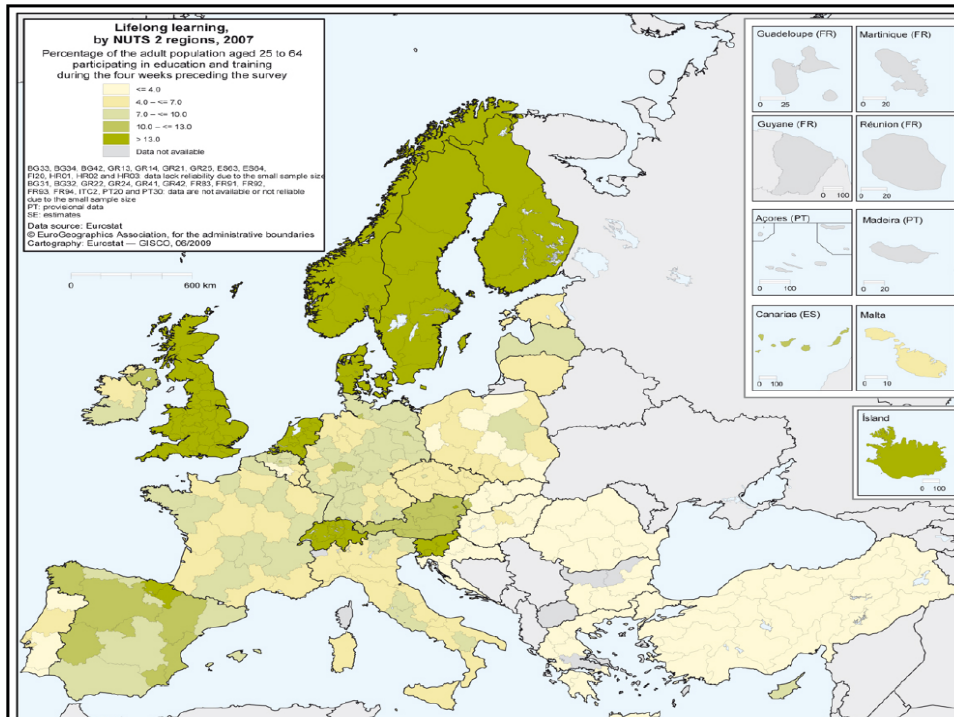 Lifelong learning,
by NUTS 2 regions, 2007
Percentage of the adult population aged 25 to 64
participating in education and training
during the four weeks preceding the survey
<= 4.0
4.0 – <= 7.0
7.0 – <= 10.0
10.0 – <= 13.0
> 13.0
Data not available
BG33, BG34, BG42, GR13, GR14, GR21, GR25, ES63, ES64,
FI20, HR01, HR02 and HR03: data lack reliability due to the small sample size
BG31, BG32, GR22, GR24, GR41, GR42, FR83, FR91, FR92,
FR93, FR94, ITC2, PT20 and PT30: data are not available or not reliable
due to the small sample size
PT: provisional data
SE: estimates
Data source: Eurostat
© EuroGeographics Association, for the administrative boundaries
Cartography: Eurostat — GISCO, 06/2009
0 600 km
Guadeloupe (FR)
0 25
Martinique (FR)
0 20
Guyane (FR)
0 100
Réunion (FR)
0 20
Açores (PT)
0 100
Madeira (PT)
0 20
Canarias (ES)
0 100
Malta
0 10
Ísland
0 100